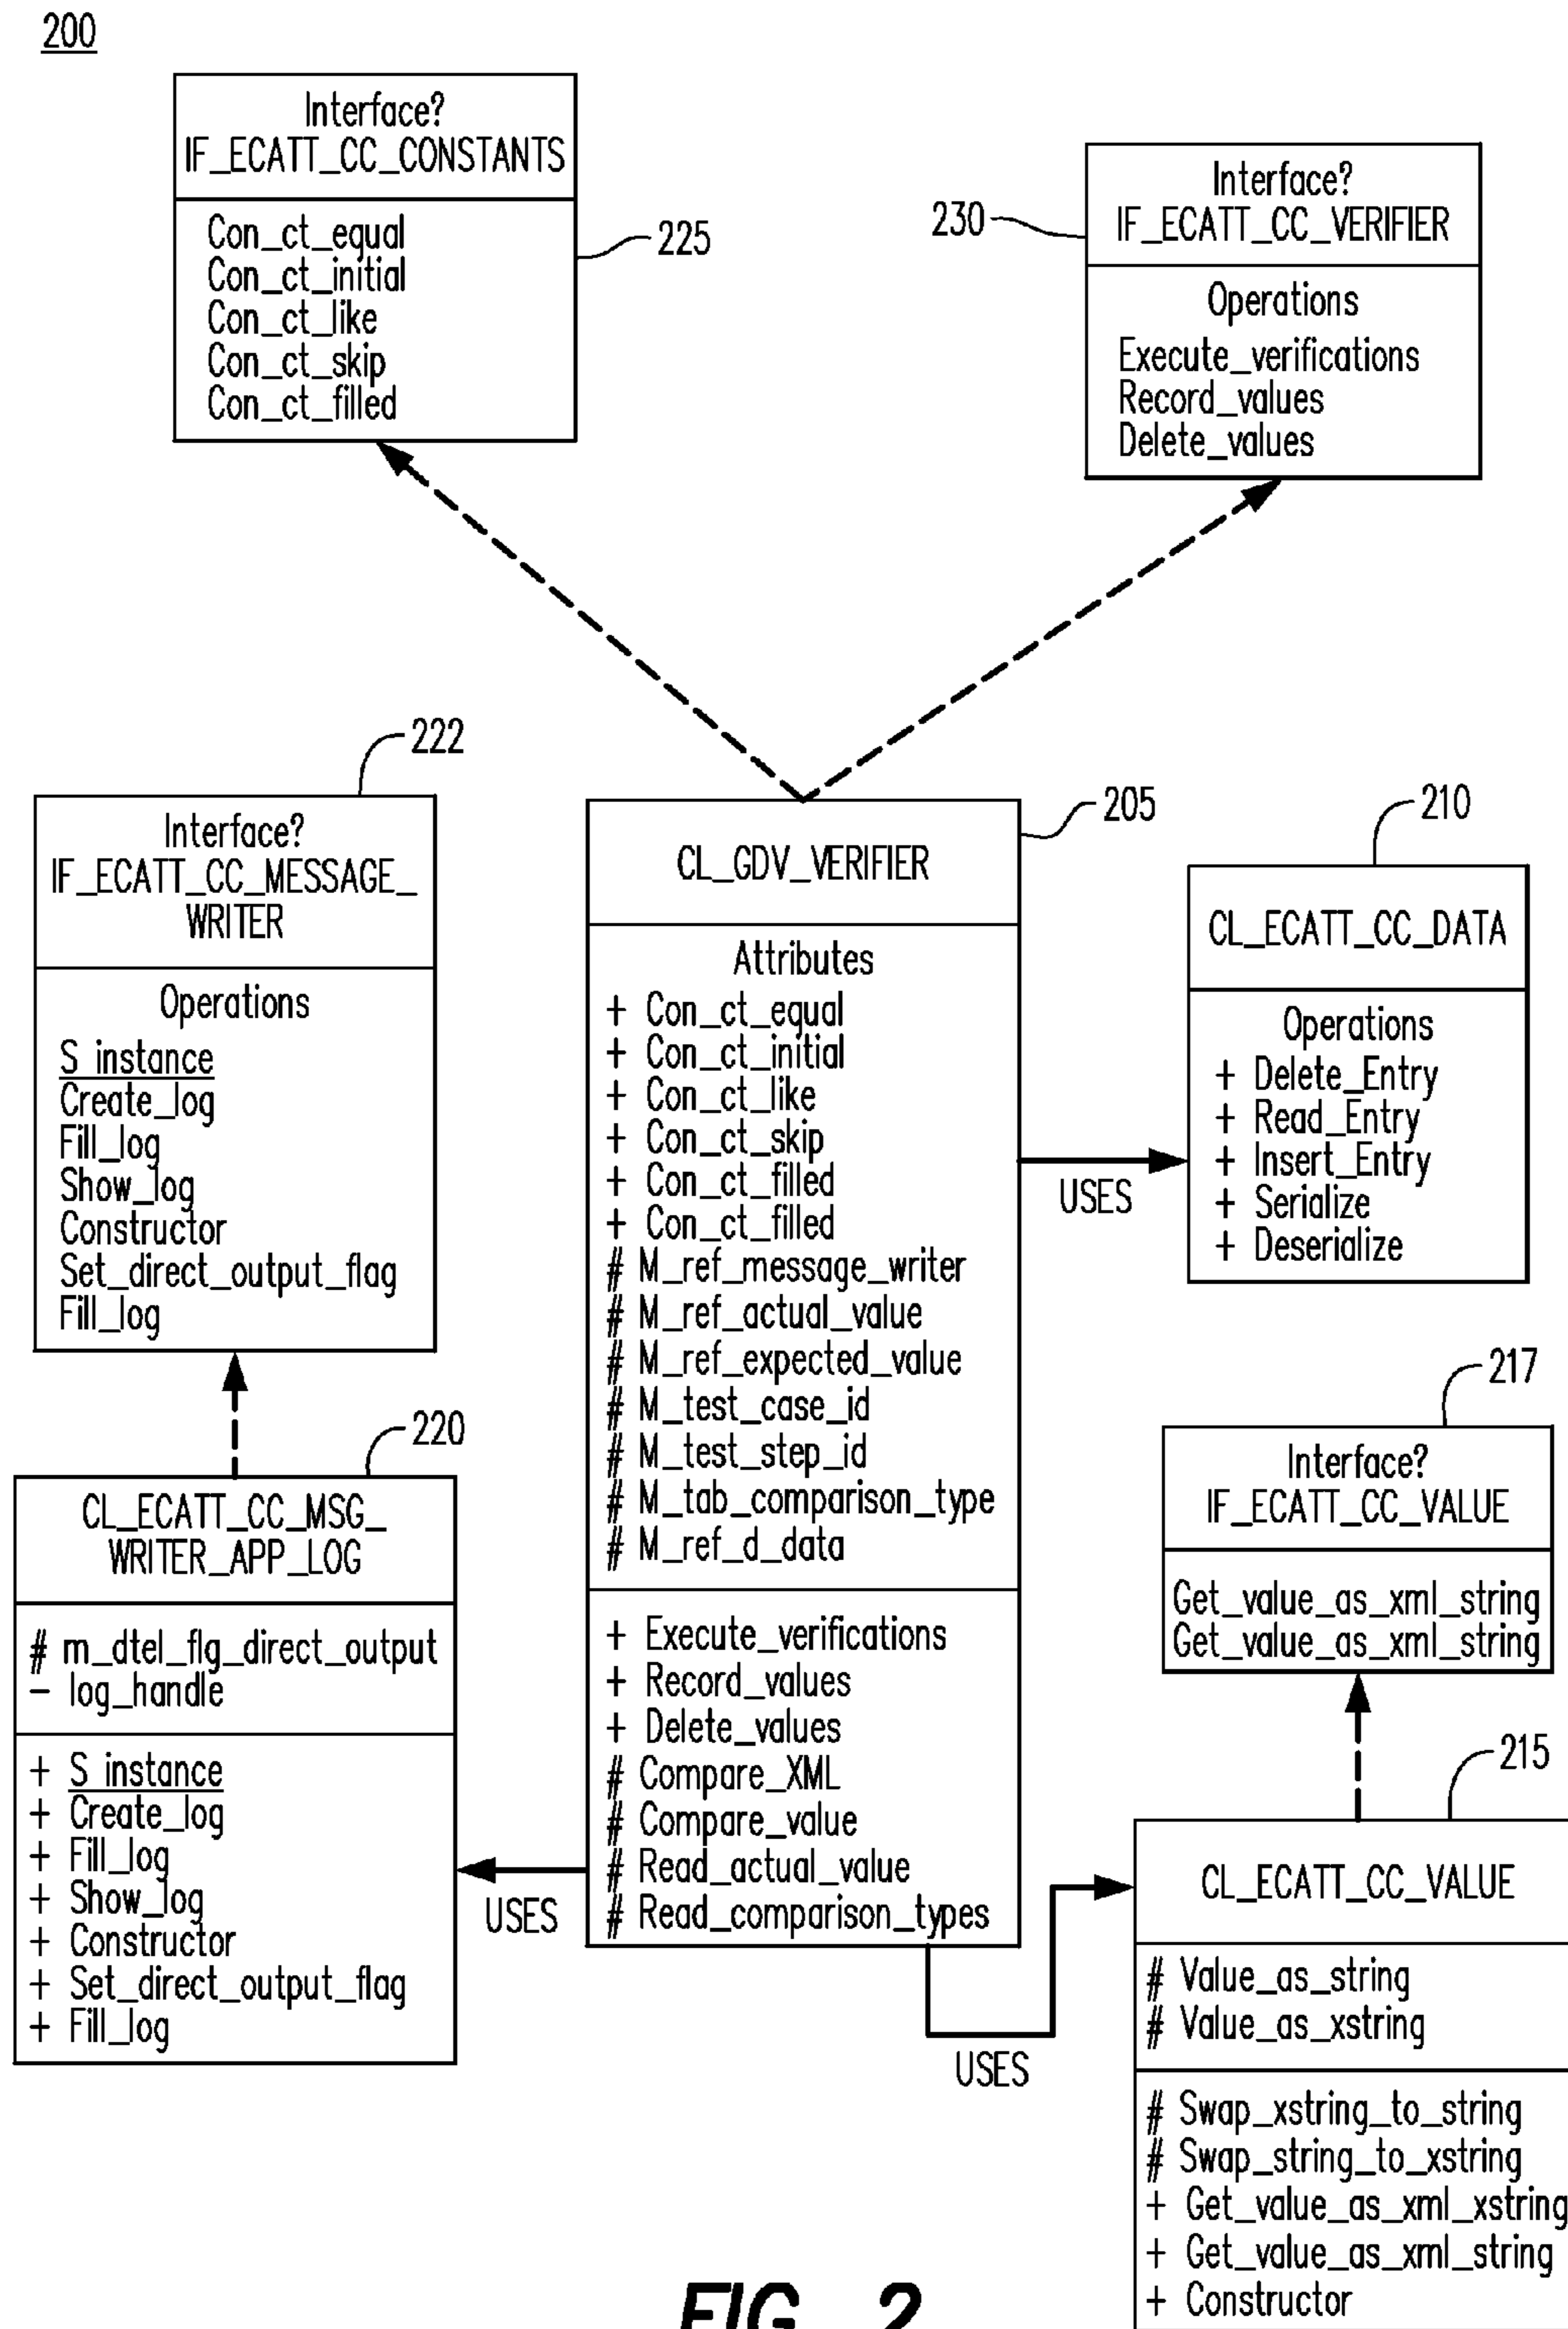 200
Interface?
IF_ECATT_CC_CONSTANTS
Con_ct_equal
Con_ct_initial
Con_ct_like
Con_ct_skip
Con_ct_filled
225
230
Interface?
IF_ECATT_CC_VERIFIER
Operations
Execute_verifications
Record_values
Delete_values
222
Interface?
IF_ECATT_CC_MESSAGE_
WRITER
Operations
S_instance
Create_log
Fill_log
Show_log
Constructor
Set_direct_output_flag
Fill_log
205
CL_GDV_VERIFIER
Attributes
+ Con_ct_equal
+ Con_ct_initial
+ Con_ct_like
+ Con_ct_skip
+ Con_ct_filled
+ Con_ct_filled
# M_ref_message_writer
# M_ref_actual_value
# M_ref_expected_value
# M_test_case_id
# M_test_step_id
# M_tab_comparison_type
# M_ref_d_data
+ Execute_verifications
+ Record_values
+ Delete_values
# Compare_XML
# Compare_value
# Read_actual_value
# Read_comparison_types
210
CL_ECATT_CC_DATA
Operations
+ Delete_Entry
+ Read_Entry
+ Insert_Entry
+ Serialize
+ Deserialize
USES
217
Interface?
IF_ECATT_CC_VALUE
Get_value_as_xml_string
Get_value_as_xml_string
220
CL_ECATT_CC_MSG_
WRITER_APP_LOG
# m_dtel_flg_direct_output
- log_handle
+ S_instance
+ Create_log
+ Fill_log
+ Show_log
+ Constructor
+ Set_direct_output_flag
+ Fill_log
USES
USES
215
CL_ECATT_CC_VALUE
# Value_as_string
# Value_as_xstring
# Swap_xstring_to_string
# Swap_string_to_xstring
+ Get_value_as_xml_xstring
+ Get_value_as_xml_string
+ Constructor
FIG. 2